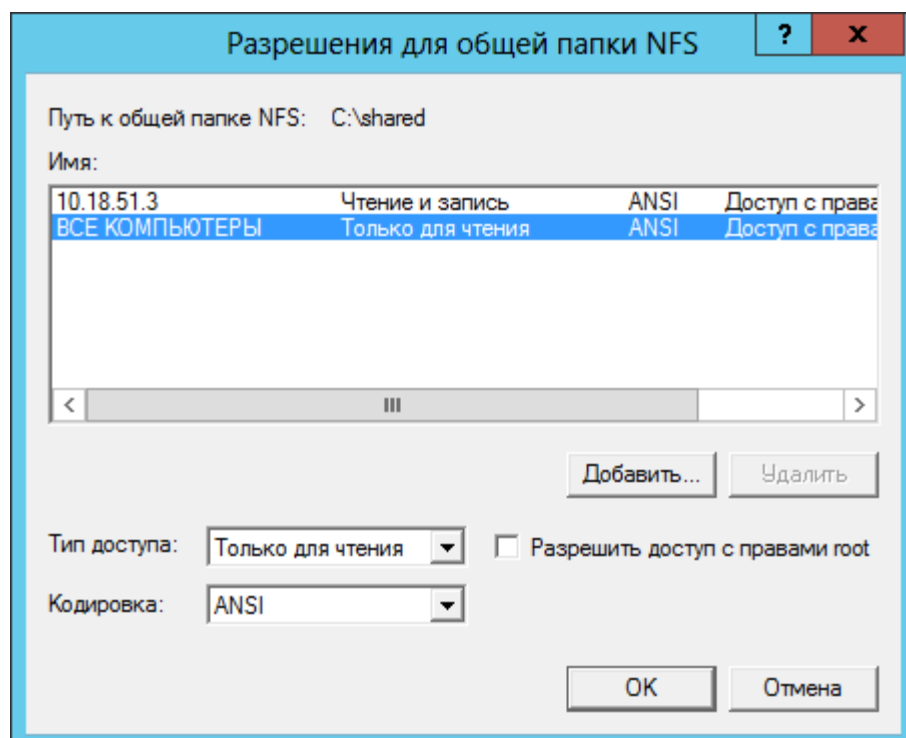 Разрешения для общей папки NFS
? x
Путь к общей папке NFS: C:\shared
Имя:
10.18.51.3 Чтение и запись ANSI Доступ с права
ВСЕ КОМПЬЮТЕРЫ Только для чтения ANSI Доступ с права
Добавить... Удалить
Тип доступа: Только для чтения Разрешить доступ с правами root
Кодировка: ANSI
OK Отмена